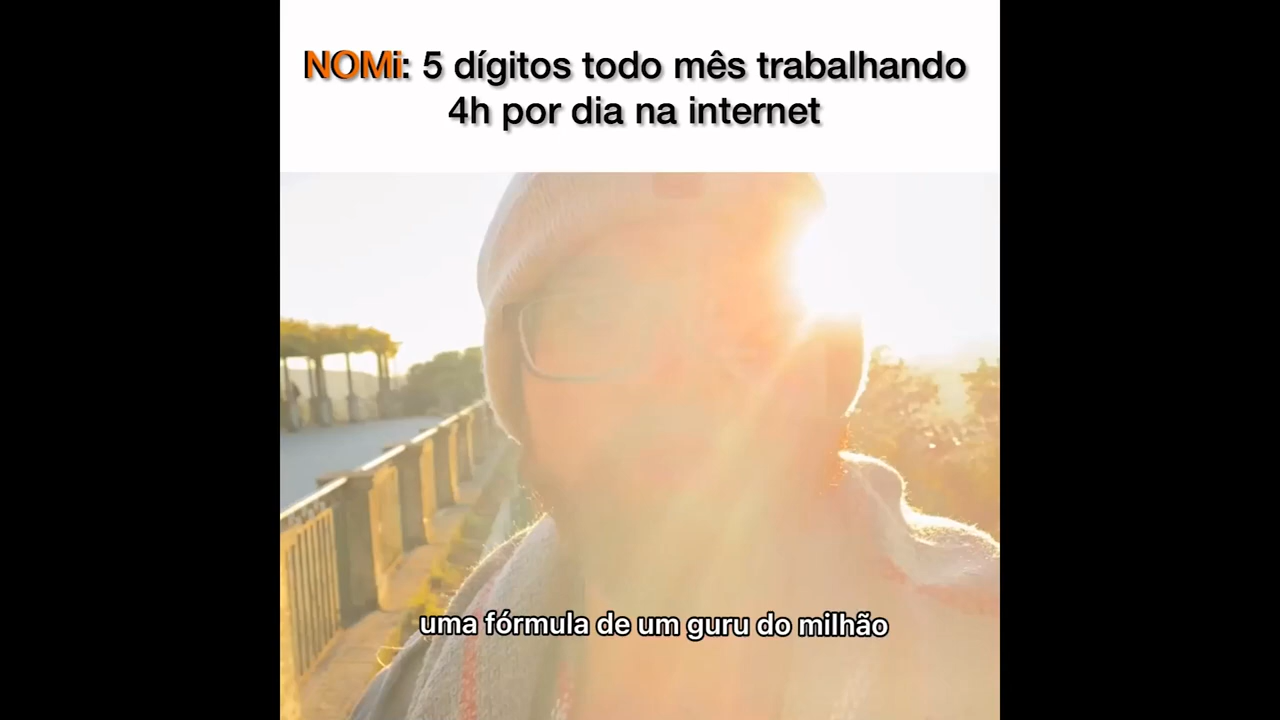 NOMi: 5 dígitos todo mês trabalhando
4h por dia na internet
uma fórmula de um guru do milhão